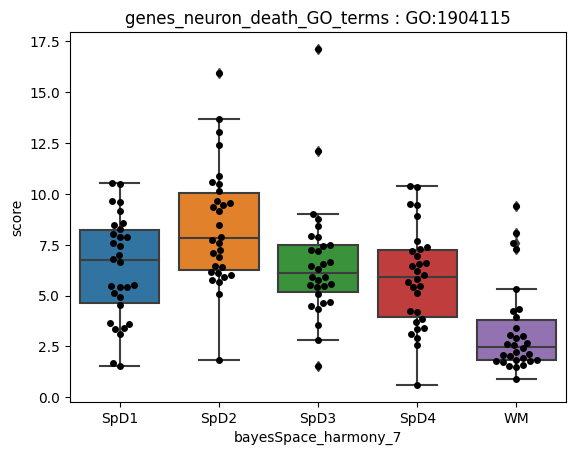 genes_neuron_death_GO_terms : GO:1904115
17.5
15.0
12.5
10.0
7.5
5.0
2.5
0.0
score
SpD1 SpD2 SpD3 SpD4 WM
bayesSpace_harmony_7